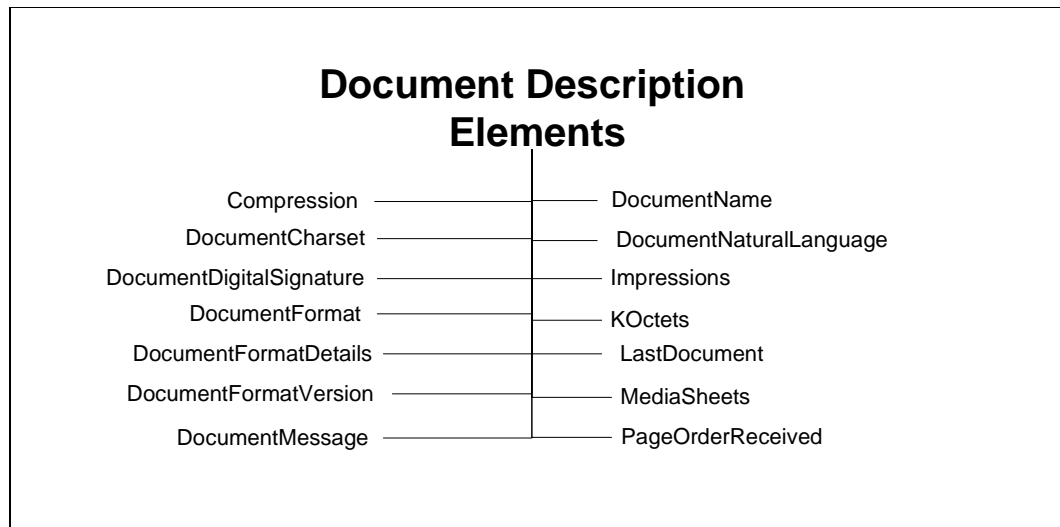 Document Description
Elements
Compression
DocumentCharset
DocumentDigitalSignature
DocumentFormat
DocumentFormatDetails
DocumentFormatVersion
DocumentMessage
DocumentName
DocumentNaturalLanguage
Impressions
KOctets
LastDocument
MediaSheets
PageOrderReceived